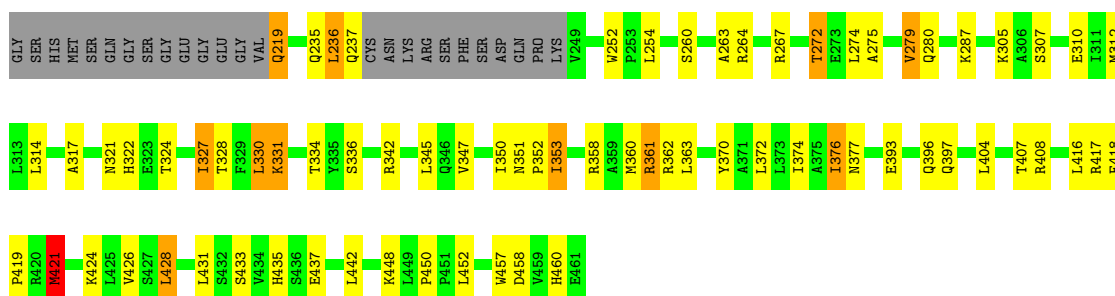 GLY SER HIS MET SER GLN GLY SER GLY GLU GLY GLU GLY VAL Q219 Q235 L236 Q237 CYS ASN LYS ARG SER PHE SER ASP GLN PRO LYS V249 W252 P253 L254 S260 A263 R264 R267 T272 E273 L274 A275 V279 Q280 K287 K305 A306 S307 E310 I311 M312
L313 L314 A317 N321 H322 E323 T324 I327 T328 F329 L330 K331 T334 Y335 S336 R342 L345 Q346 V347 I350 N351 P352 I353 R358 A359 M360 R361 R362 L363 Y370 A371 L372 L373 I374 A375 I376 N377 E393 Q396 Q397 L404 T407 R408 L416 R417 E418
P419 R420 M421 K424 L425 V426 S427 L428 L431 S432 S433 V434 H435 S436 E437 L442 K448 L449 P450 P451 L452 W457 D458 V459 H460 E461